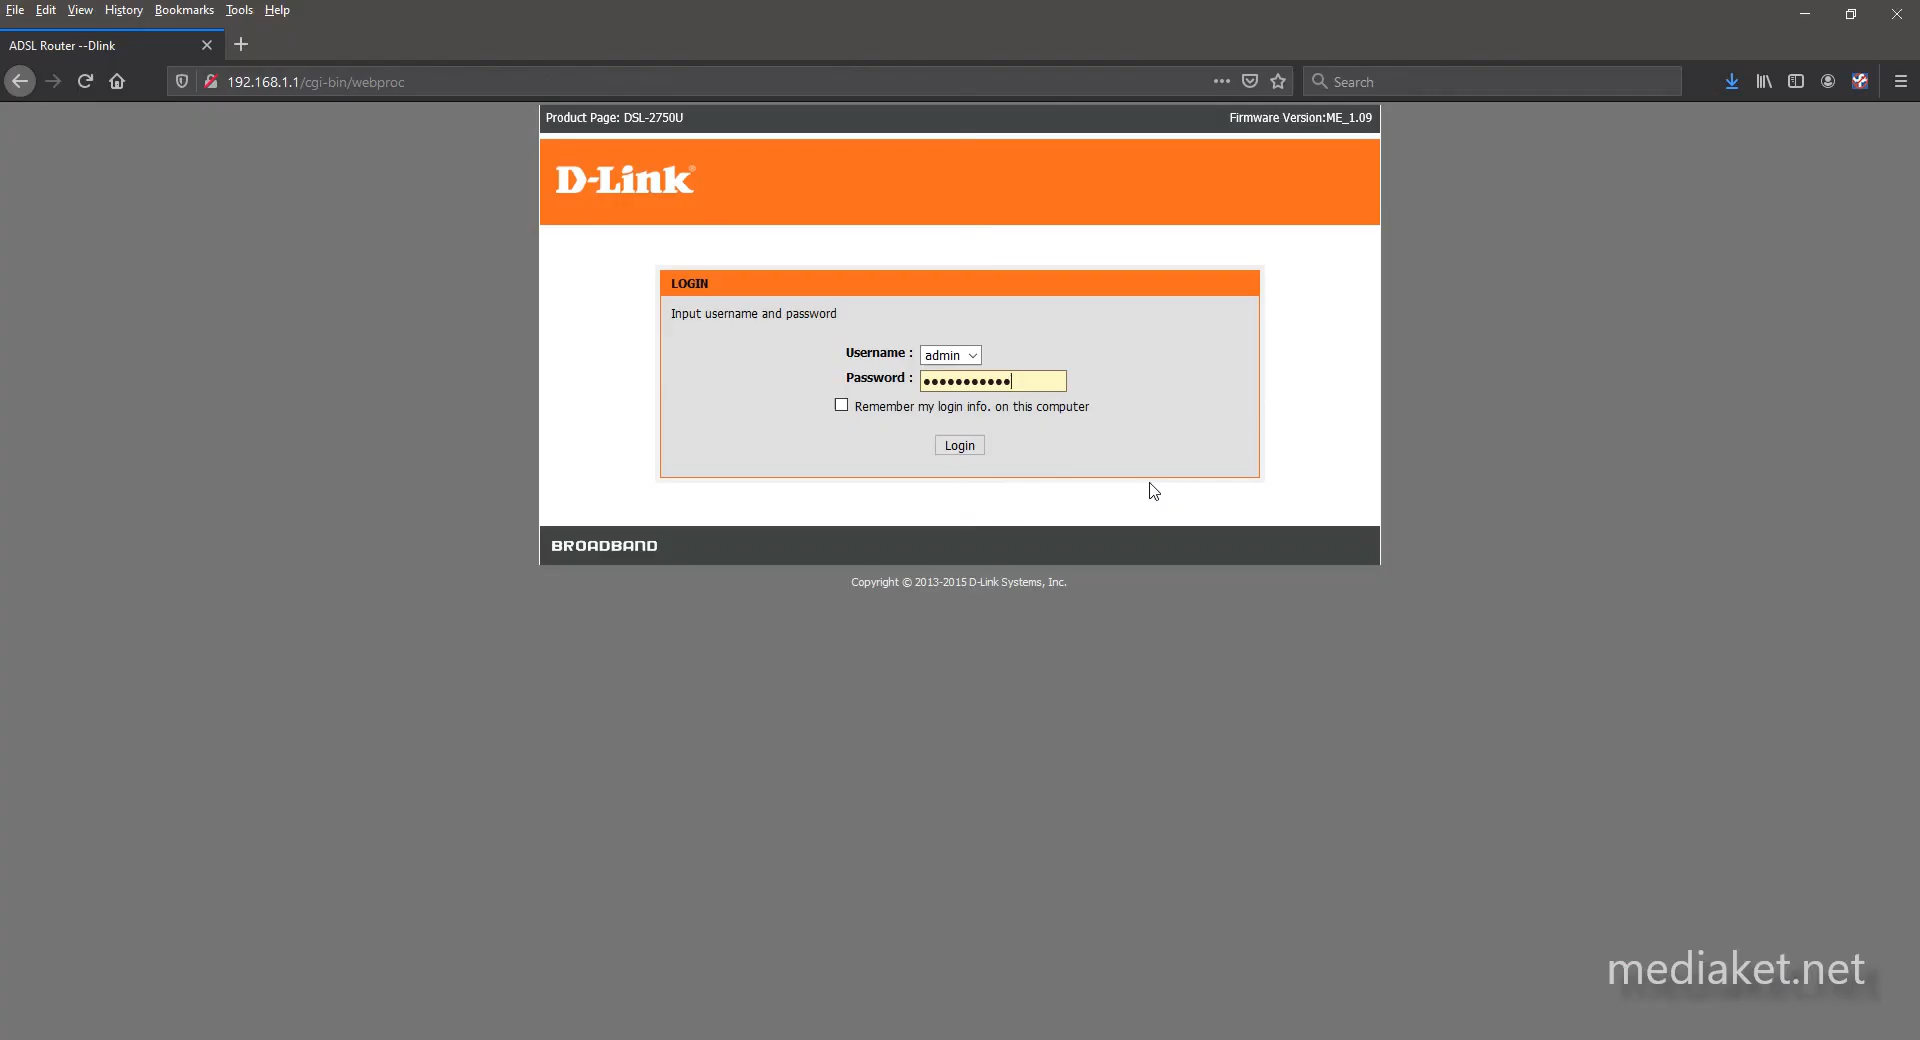 File Edit View History Bookmarks Tools Help
ADSL Router --Dlink
192.168.1.1/cgi-bin/webproc
Search
Product Page: DSL-2750U Firmware Version:ME_1.09
D-Link®
LOGIN
Input username and password
Username : admin
Password : ●●●●●●●●●●●
Remember my login info. on this computer
Login
BROADBAND
Copyright © 2013-2015 D-Link Systems, Inc.
mediaket.net